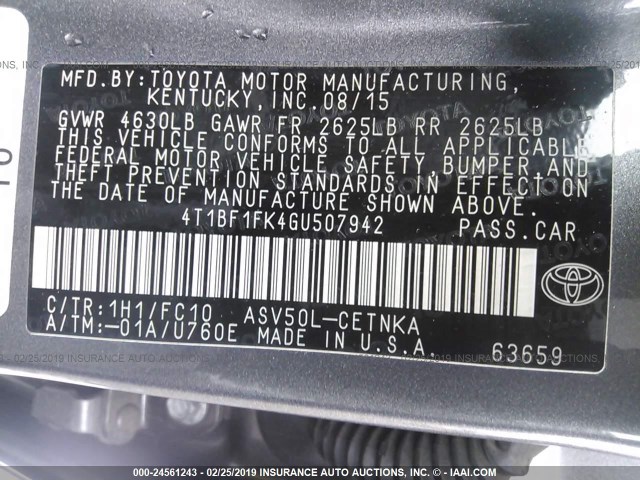 MFD. BY: TOYOTA MOTOR MANUFACTURING,
KENTUCKY, INC. 08/15
GVWR 4630LB GAWR FR 2625LB RR 2625LB
THIS VEHICLE CONFORMS TO ALL APPLICABLE
FEDERAL MOTOR VEHICLE SAFETY, BUMPER AND
THEFT PREVENTION STANDARDS IN EFFECT ON
THE DATE OF MANUFACTURE SHOWN ABOVE.
4T1BF1FK4GU507942 PASS. CAR
C/TR: 1H1/FC10 ASV50L-CETNKA
A/TM: -01A/U760E MADE IN U.S.A. 63659
000-24561243 - 02/25/2019 INSURANCE AUTO AUCTIONS INC. - IAAI.COM